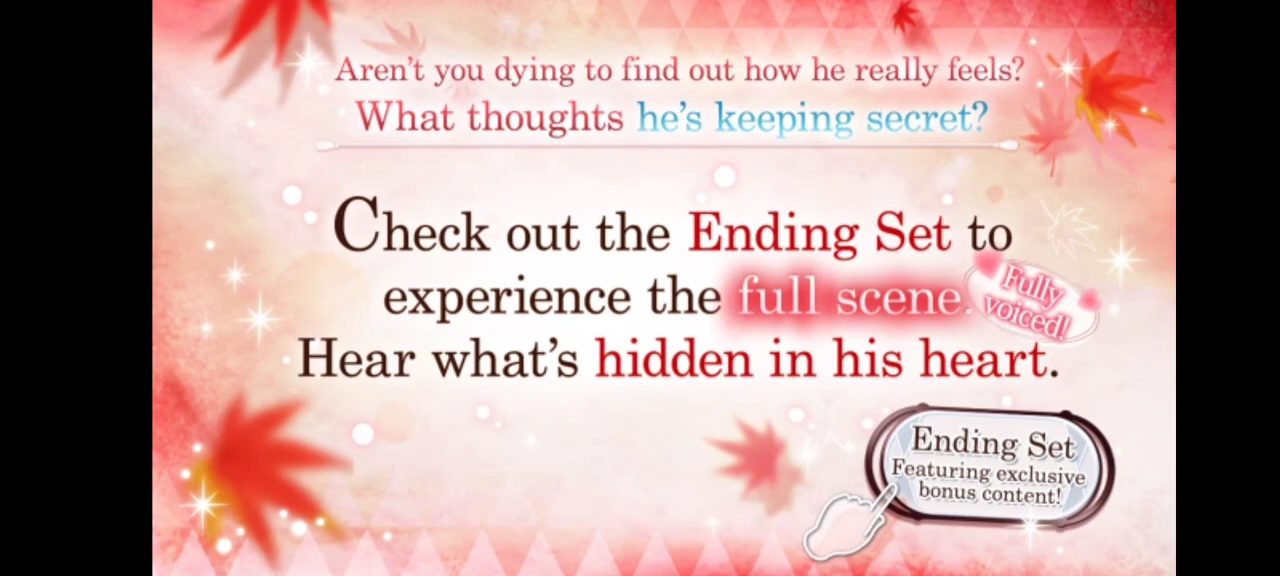 Aren't you dying to find out how he really feels?
What thoughts he's keeping secret?
Check out the Ending Set to
experience the full scene.
Fully
voiced!
Hear what's hidden in his heart.
Ending Set
Featuring exclusive
bonus content!